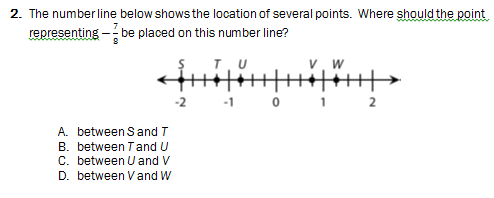 2. The number line below shows the location of several points. Where should the point
representing – 7/8 be placed on this number line?
S T U V W
-2 -1 0 1 2
A. between S and T
B. between T and U
C. between U and V
D. between V and W